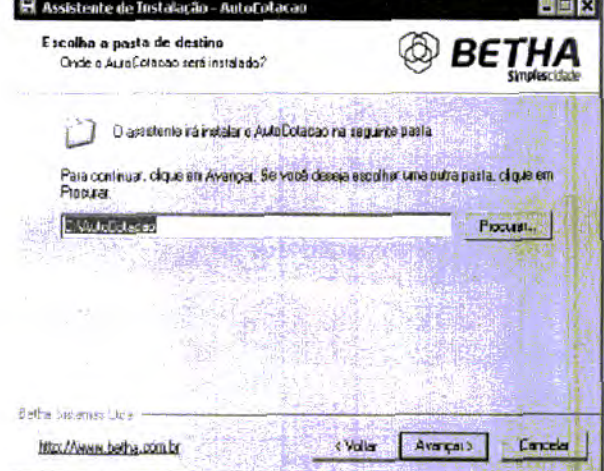 Assistente de Instalação - AutoCotacao
Escolha a pasta de destino
Onde o AutoCotacao será instalado?
BETHA
Simplescidade
O assistente irá instalar o AutoCotacao na seguinte pasta
Para continuar, clique em Avançar. Se você deseja escolher uma outra pasta, clique em
Procurar.
C:\AutoCotacao
Procurar...
Betha Sistemas Ltda
http://www.betha.com.br
< Voltar
Avançar >
Cancelar